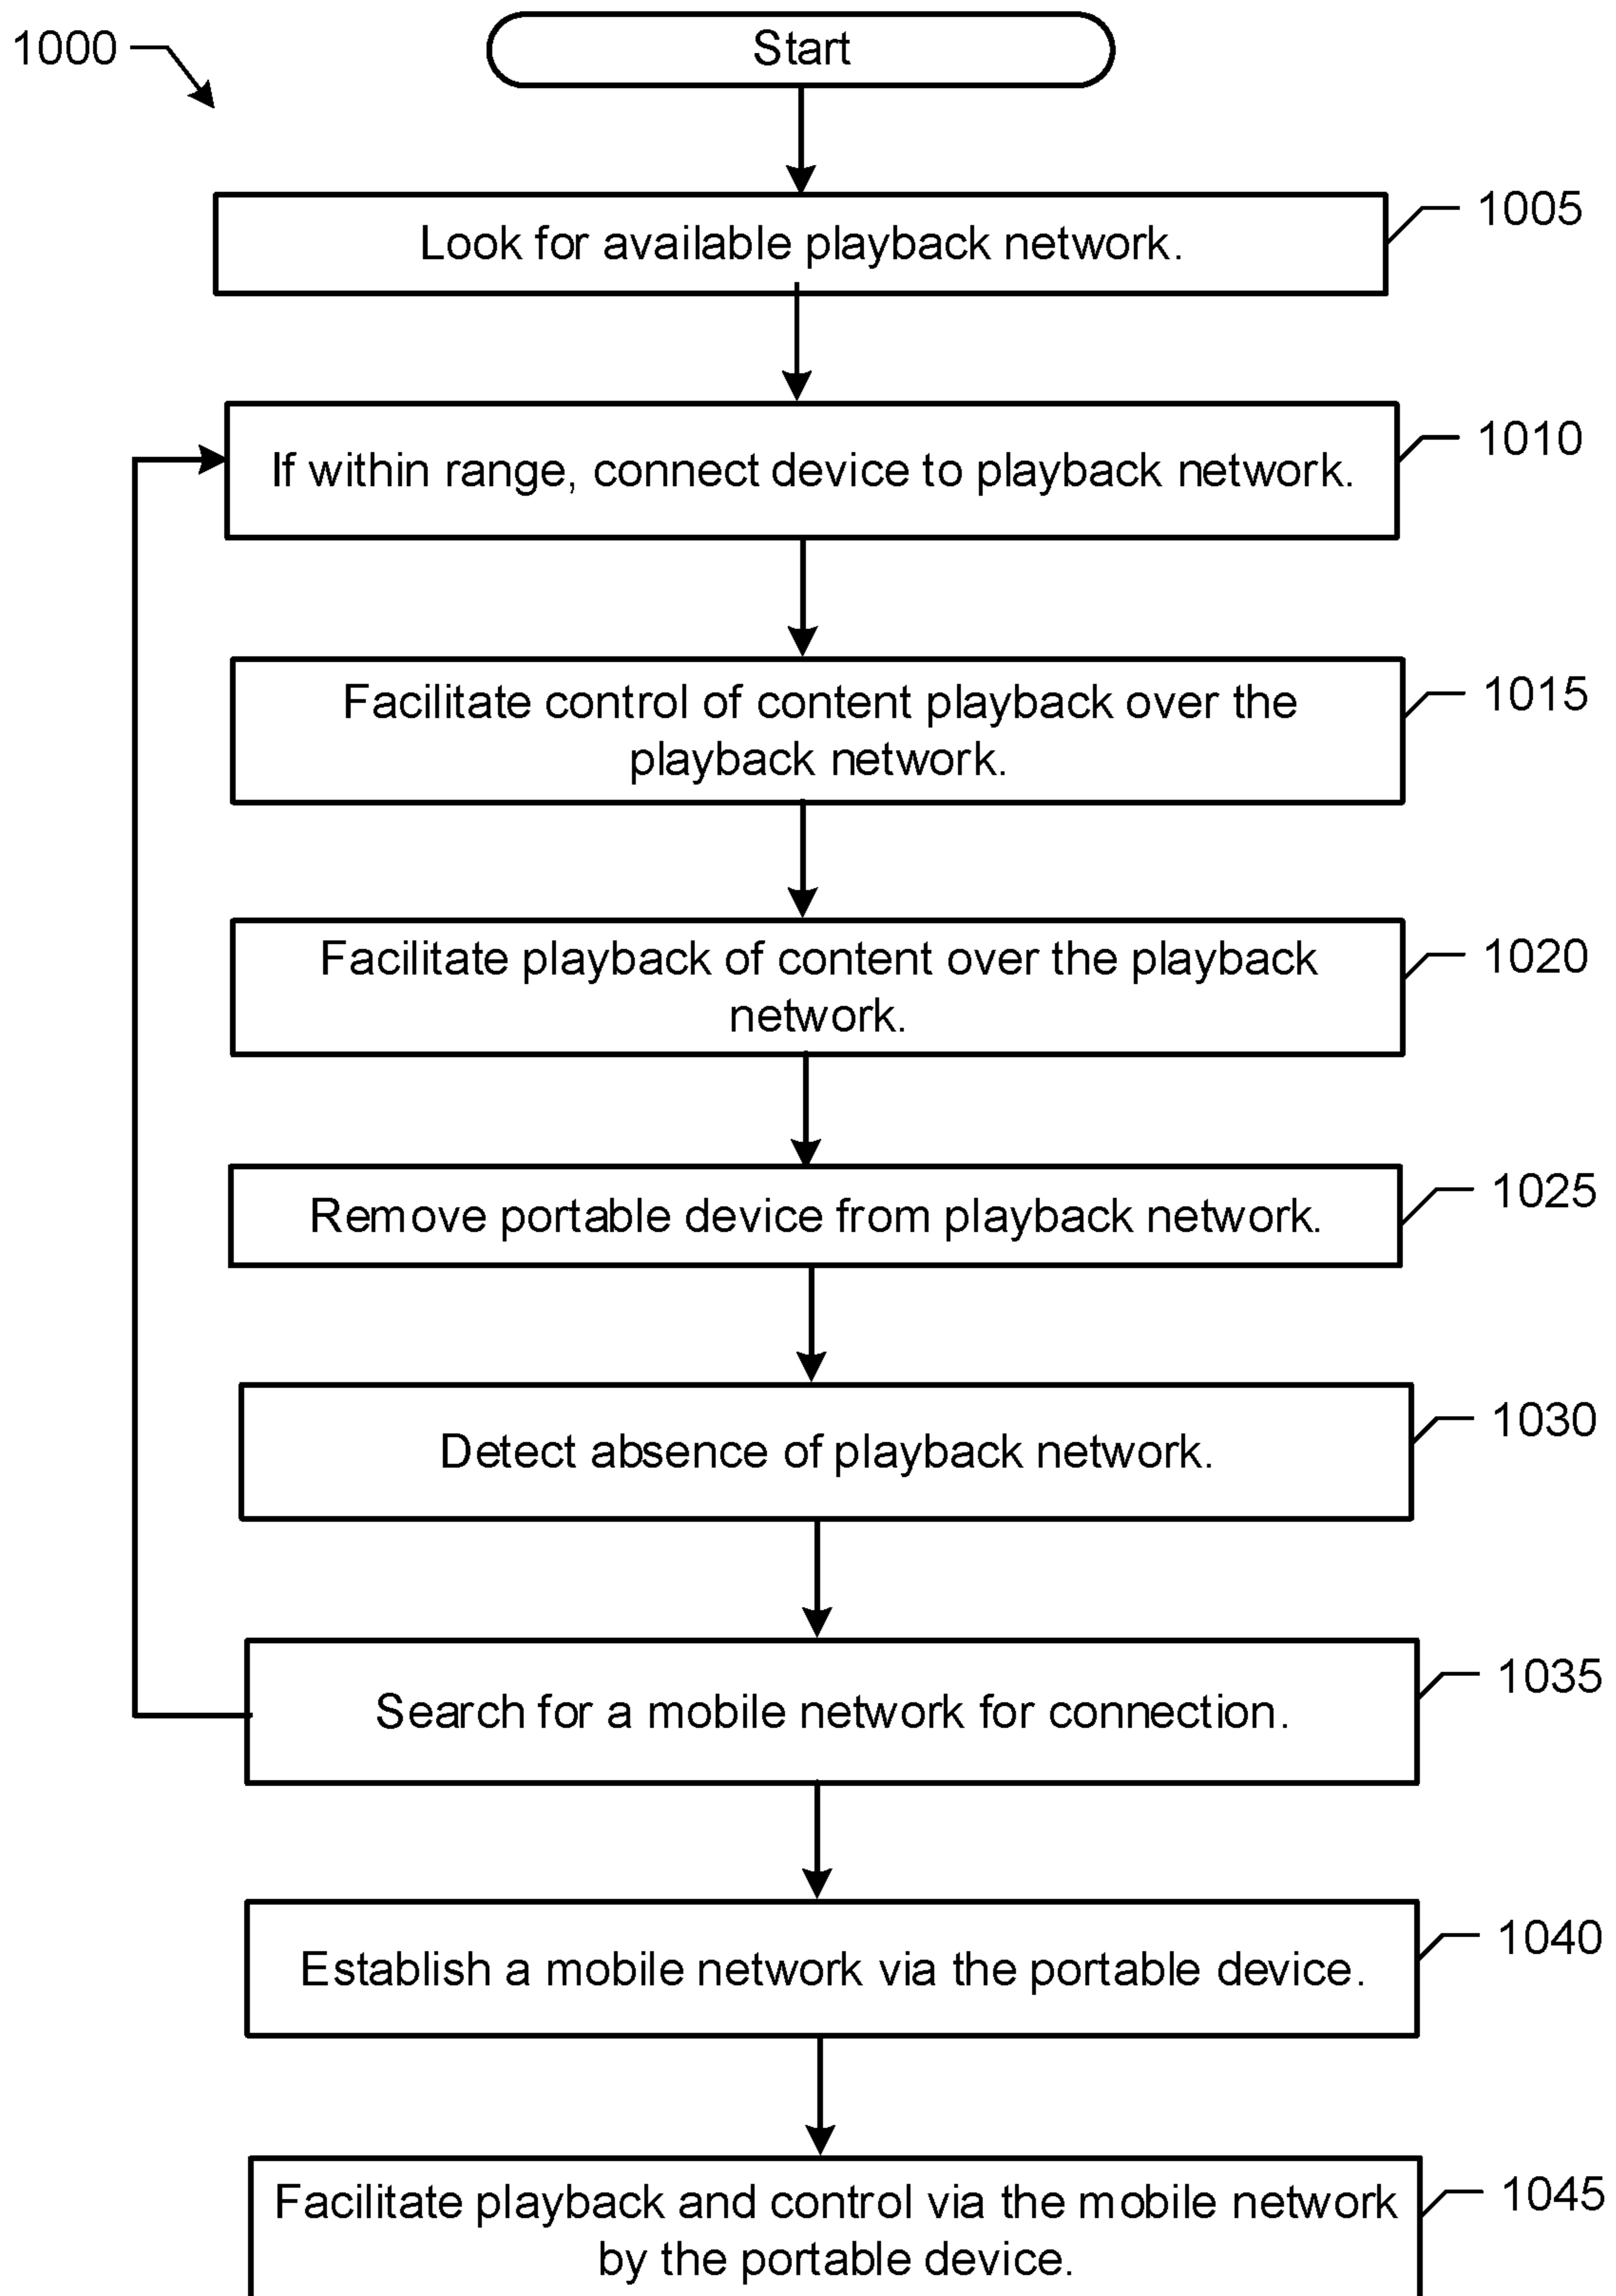 1000
Start
1005
Look for available playback network.
1010
If within range, connect device to playback network.
1015
Facilitate control of content playback over the
playback network.
1020
Facilitate playback of content over the playback
network.
1025
Remove portable device from playback network.
1030
Detect absence of playback network.
1035
Search for a mobile network for connection.
1040
Establish a mobile network via the portable device.
1045
Facilitate playback and control via the mobile network
by the portable device.